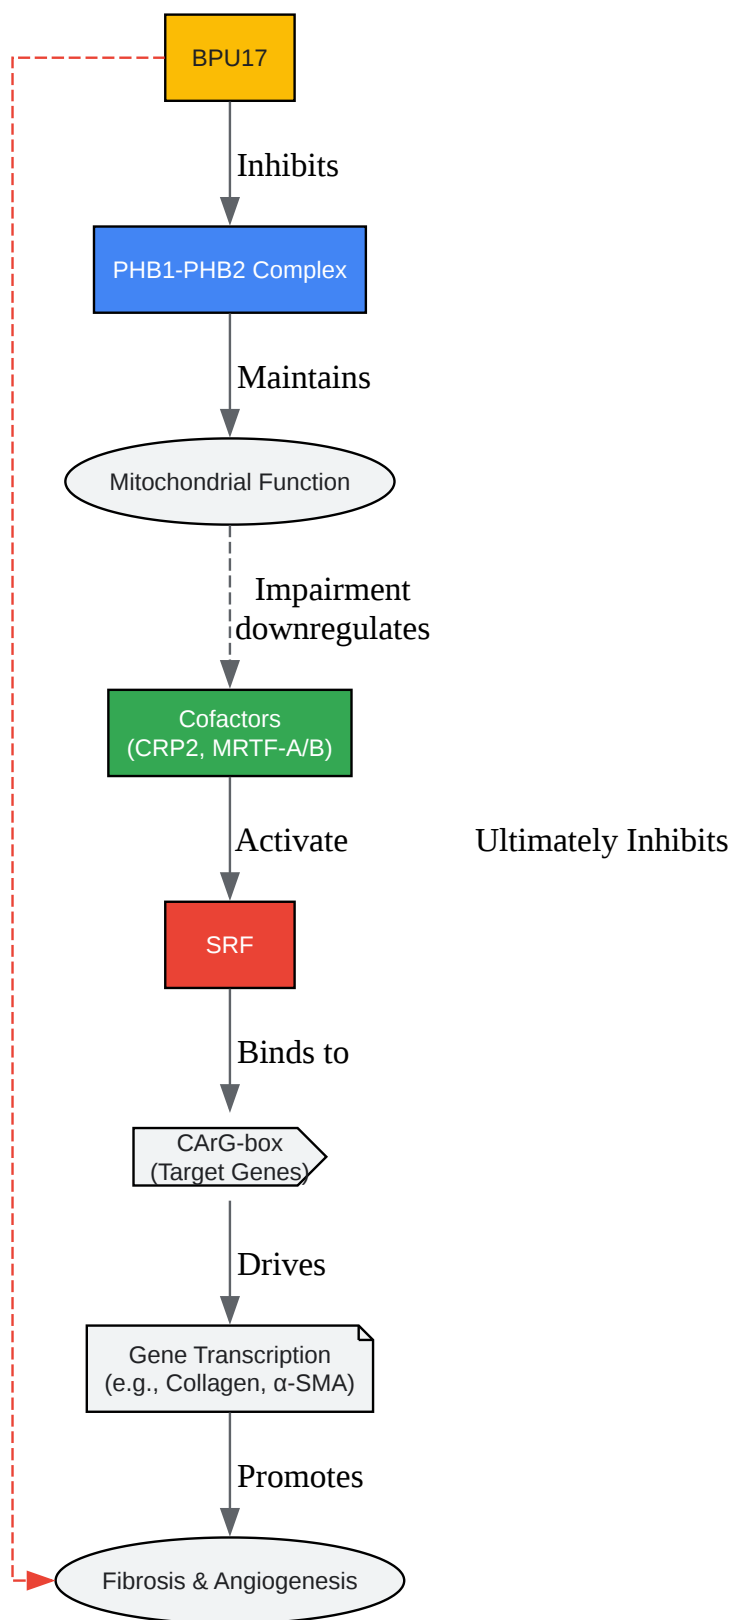 BPU17
Inhibits
PHB1-PHB2 Complex
Maintains
Mitochondrial Function
Impairment
downregulates
Cofactors
(CRP2, MRTF-A/B)
Activate
Ultimately Inhibits
SRF
Binds to
CArG-box
(Target Genes)
Drives
Gene Transcription
(e.g., Collagen, α-SMA)
Promotes
Fibrosis & Angiogenesis